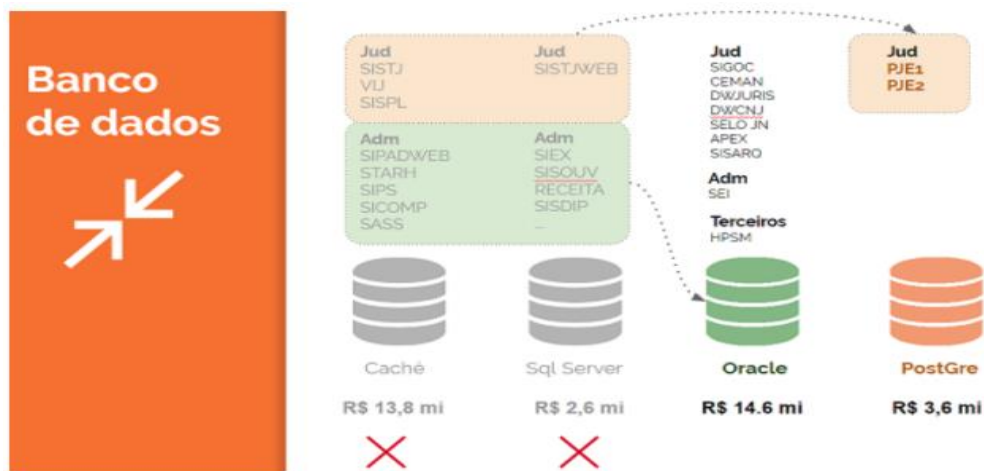 Banco
de dados
Jud
SISTJ
VIJ
SISPL
Jud
SISTJWEB
Adm
SIPADWEB
STARH
SIPS
SICOMP
SASS
Adm
SIEX
SISOUV
RECEITA
SISDIP
...
Jud
SIGOC
CEMAN
DWJURIS
DWCNJ
SELO JN
APEX
SISARQ
Adm
SEI
Terceiros
HPSM
Jud
PJE1
PJE2
Caché
Sql Server
Oracle
PostGre
R$ 13,8 mi
R$ 2,6 mi
R$ 14.6 mi
R$ 3,6 mi